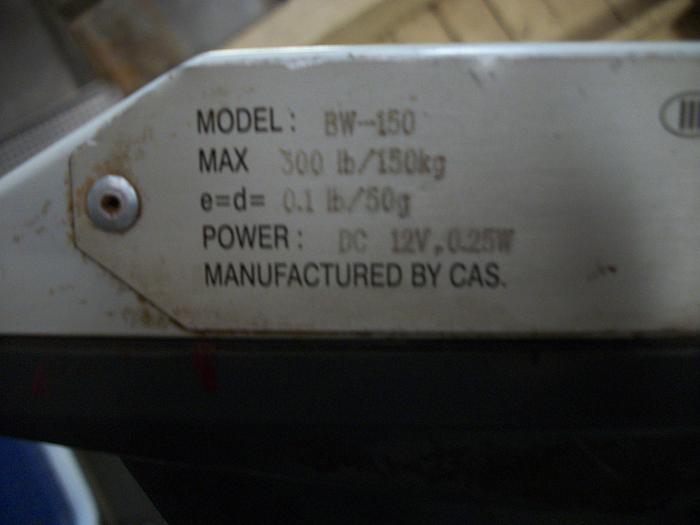 MODEL: BW-150
MAX 300 lb/150kg
e=d= 0.1 lb/50g
POWER: DC 12V, 0.25W
MANUFACTURED BY CAS.